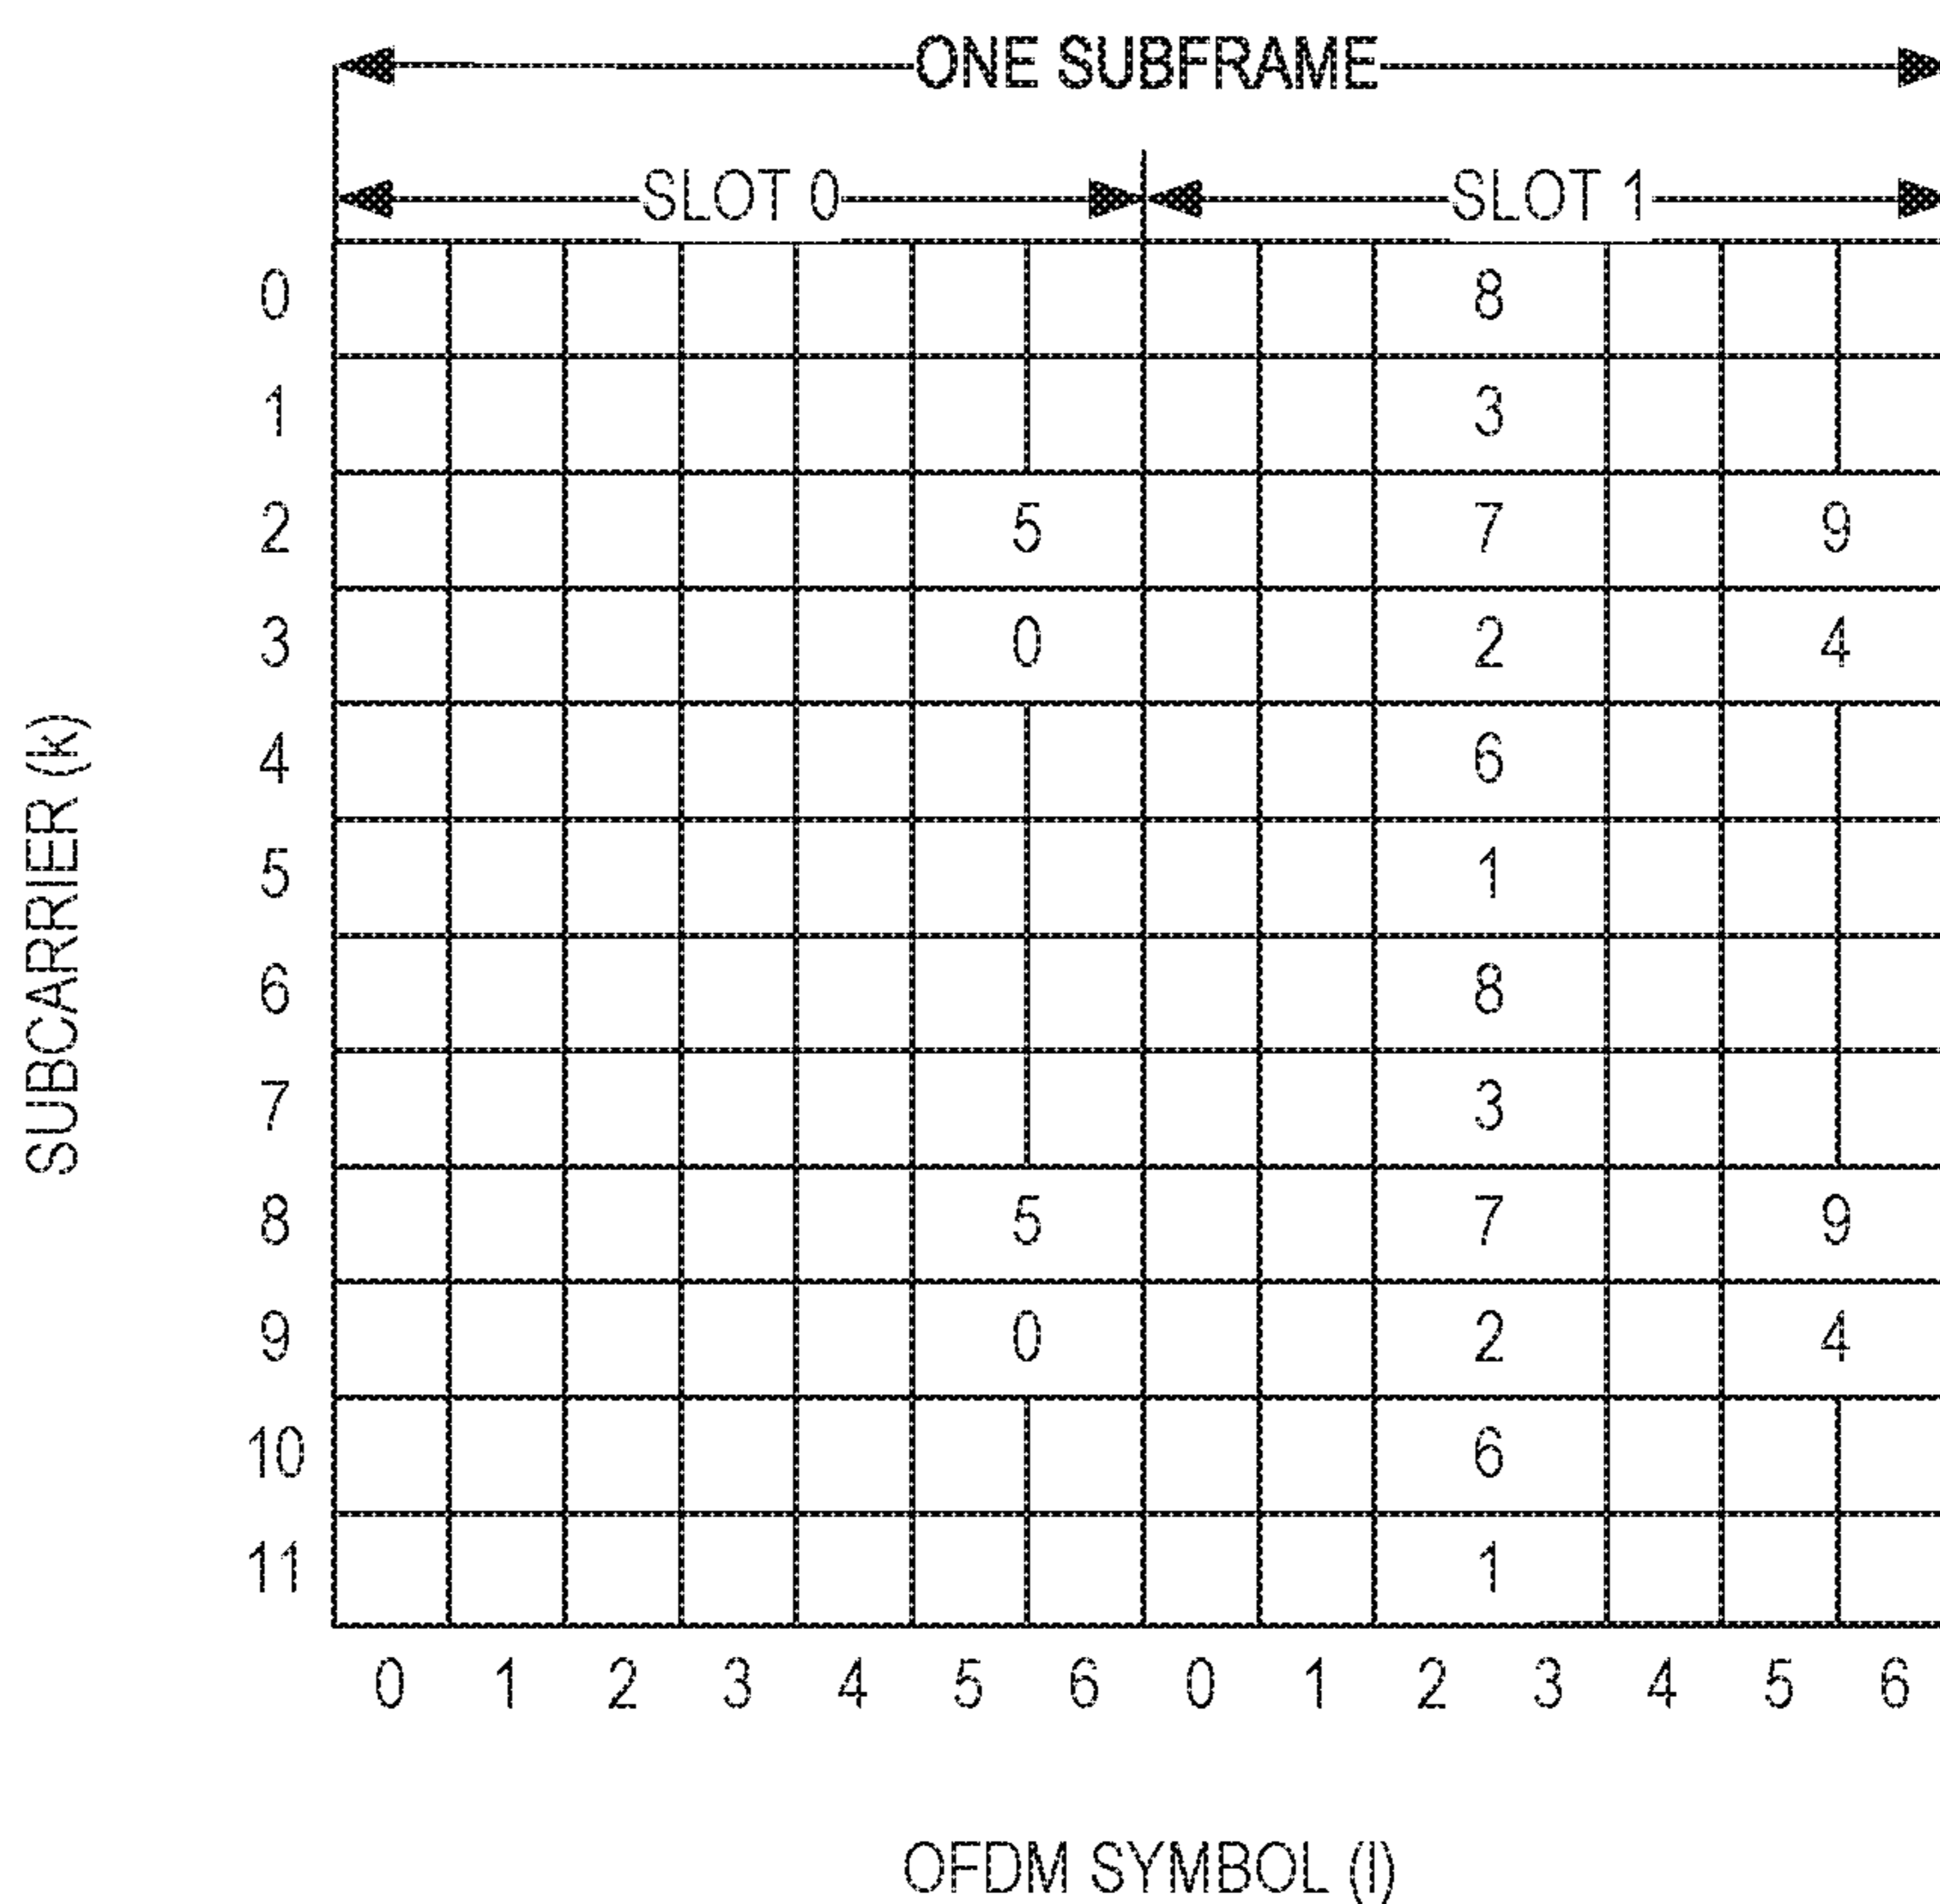 ONE SUBFRAME
SLOT 0 SLOT 1
0 8
1 3
2 5 7 9
3 0 2 4
4 6
5 1
6 8
7 3
8 5 7 9
9 0 2 4
10 6
11 1
0 1 2 3 4 5 6 0 1 2 3 4 5 6
SUBCARRIER (k)
OFDM SYMBOL (l)